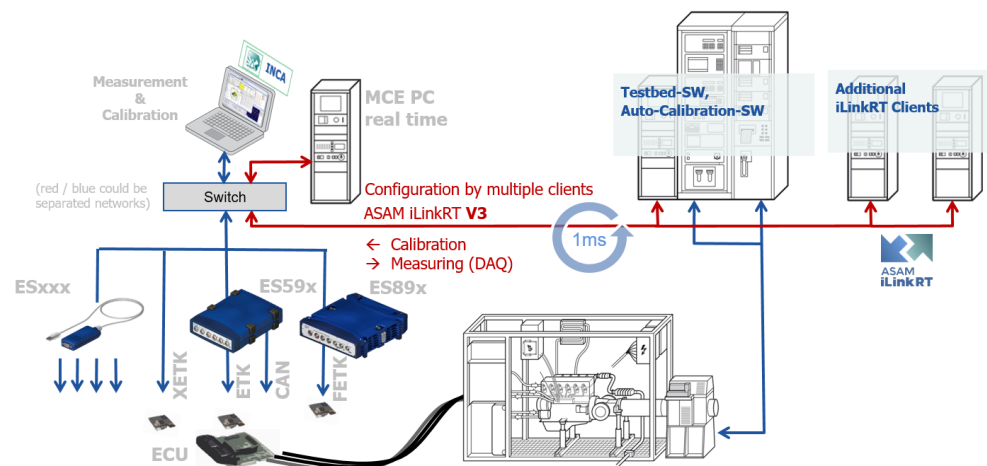 INCA
Measurement
&
Calibration
MCE PC
real time
Testbed-SW,
Auto-Calibration-SW
Additional
iLinkRT Clients
(red / blue could be
separated networks)
Switch
Configuration by multiple clients
ASAM iLinkRT V3
1ms
← Calibration
→ Measuring (DAQ)
ASAM
iLinkRT
ESxxx
ES59x
ES89x
XETK
ETK
CAN
FETK
ECU